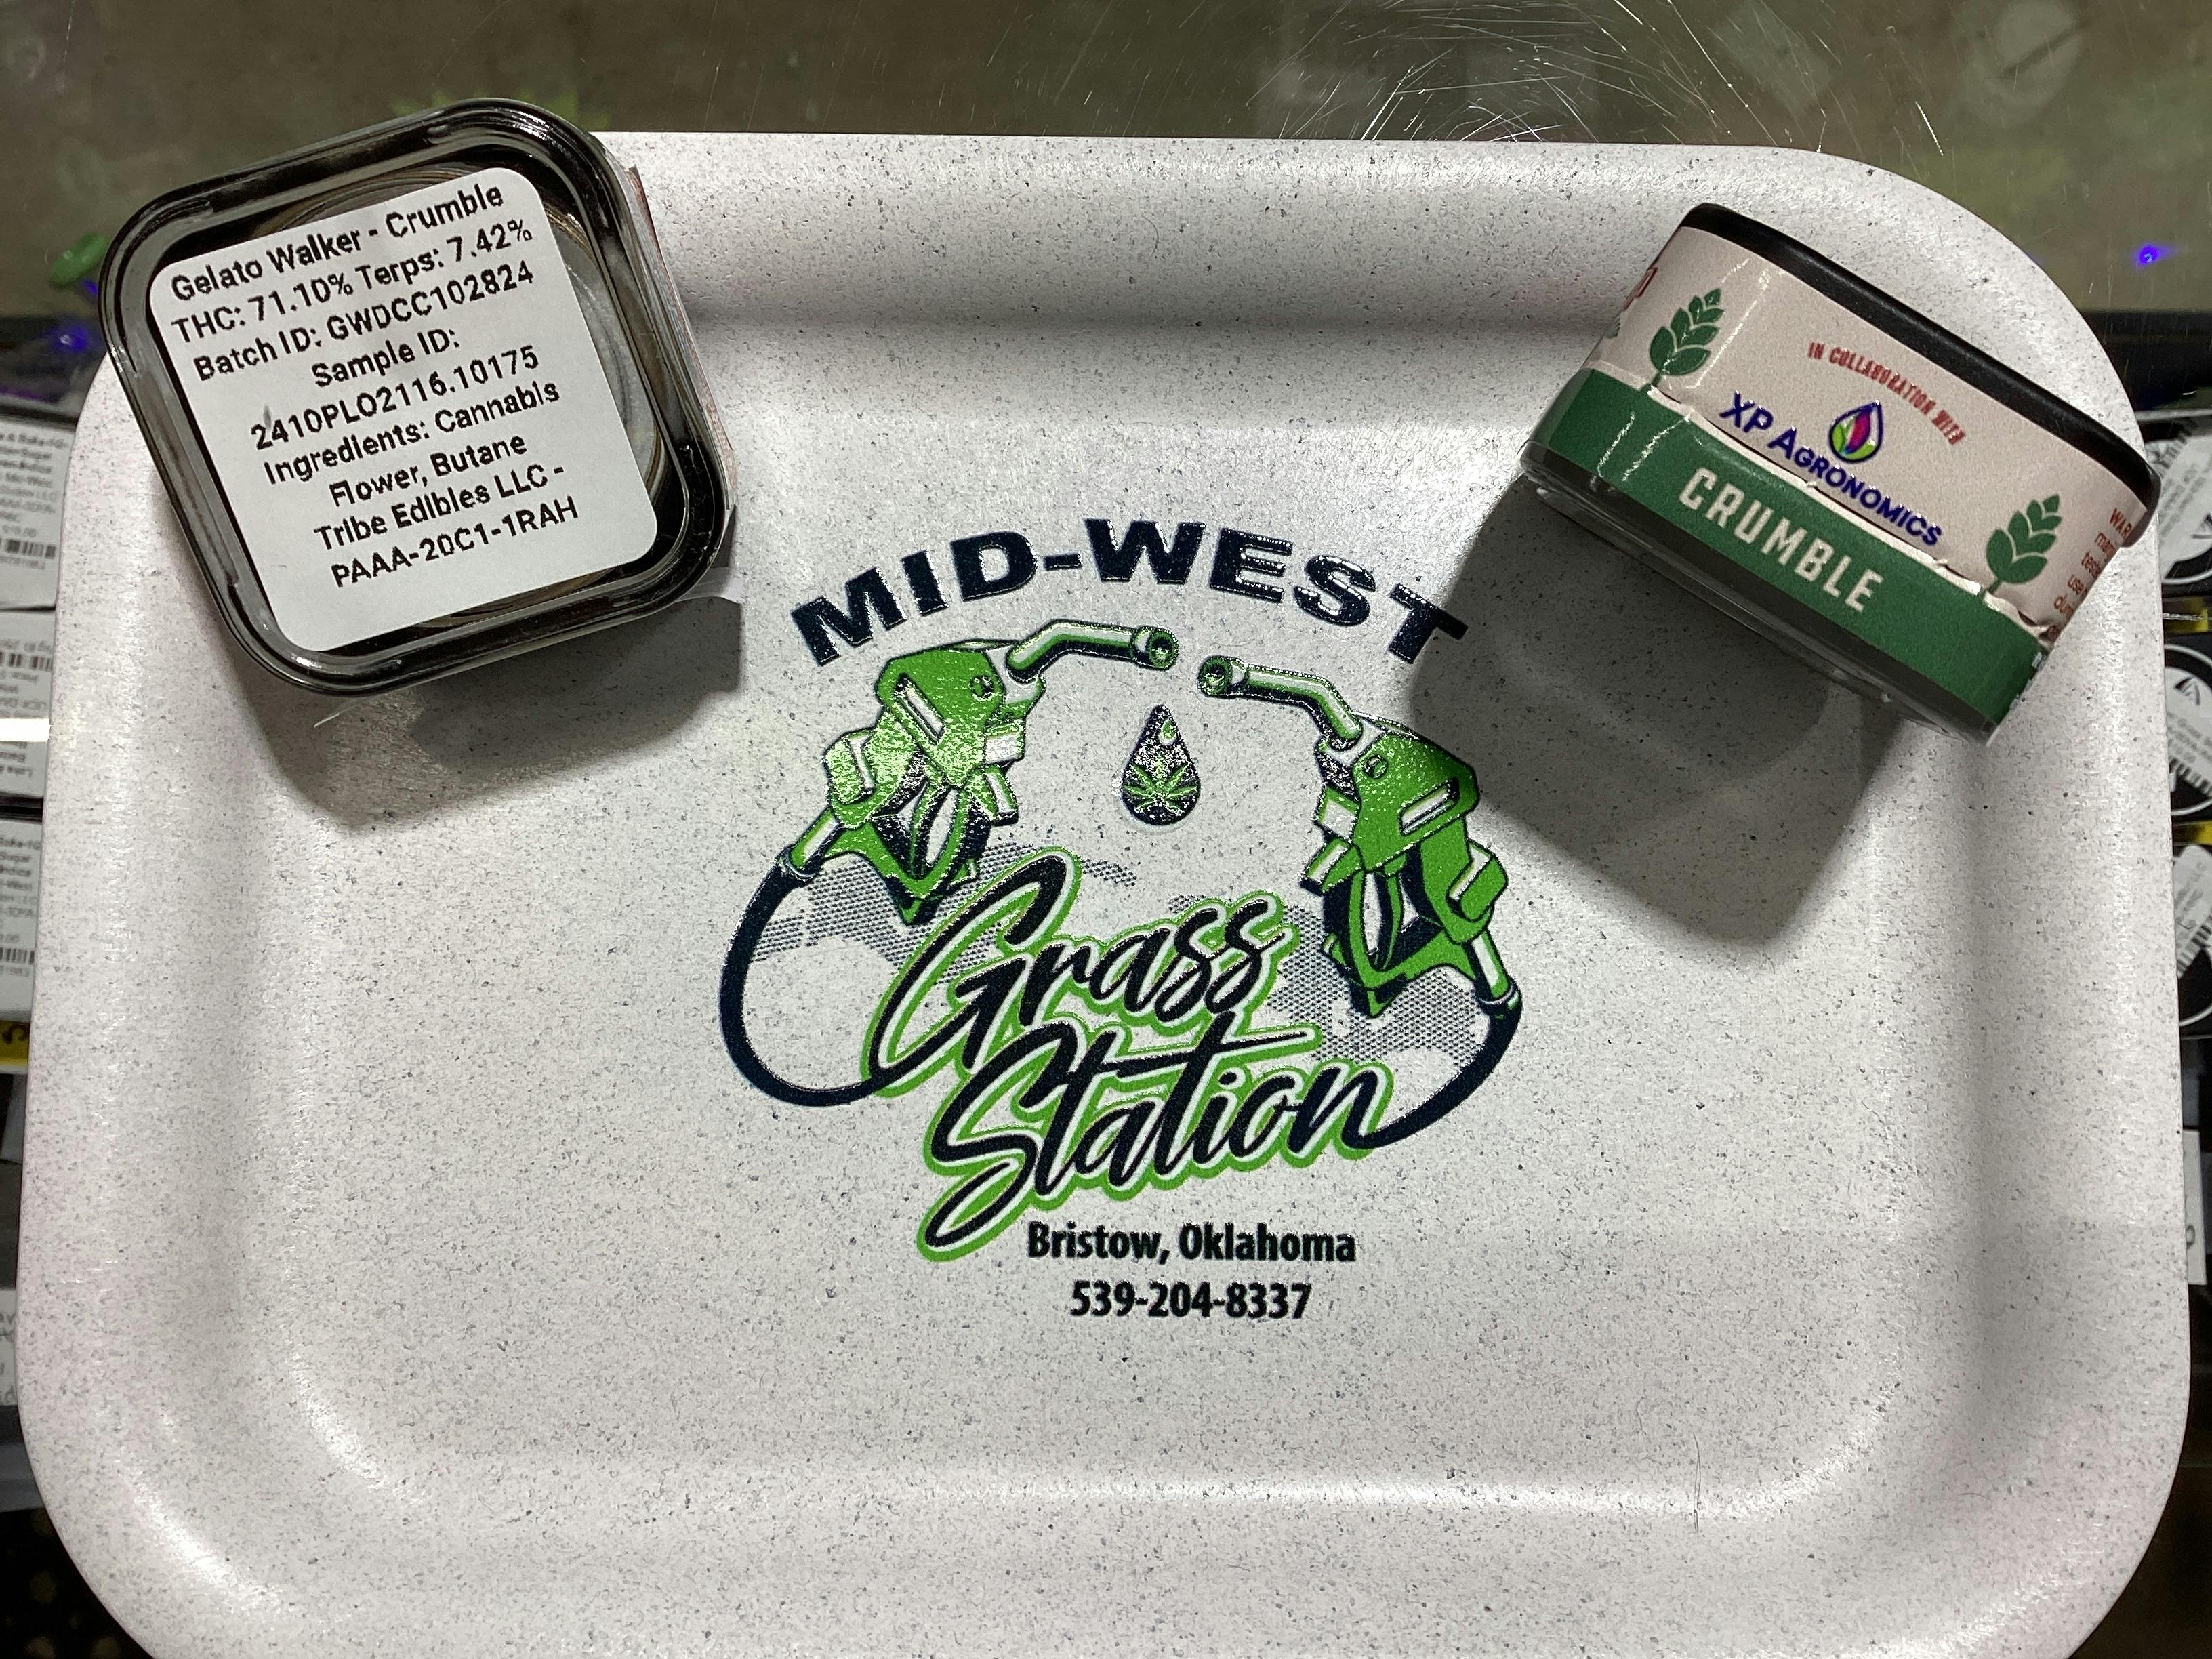 Gelato Walker - Crumble
THC: 71.10% Terps: 7.42%
Batch ID: GWDCC102824
Sample ID:
2410PLO2116.10175
Ingredients: Cannabis
Flower, Butane
Tribe Edibles LLC -
PAAA-20C1-1RAH
IN COLLABORATION WITH
XP AGRONOMICS
CRUMBLE
MID-WEST
Grass
Station
Bristow, Oklahoma
539-204-8337